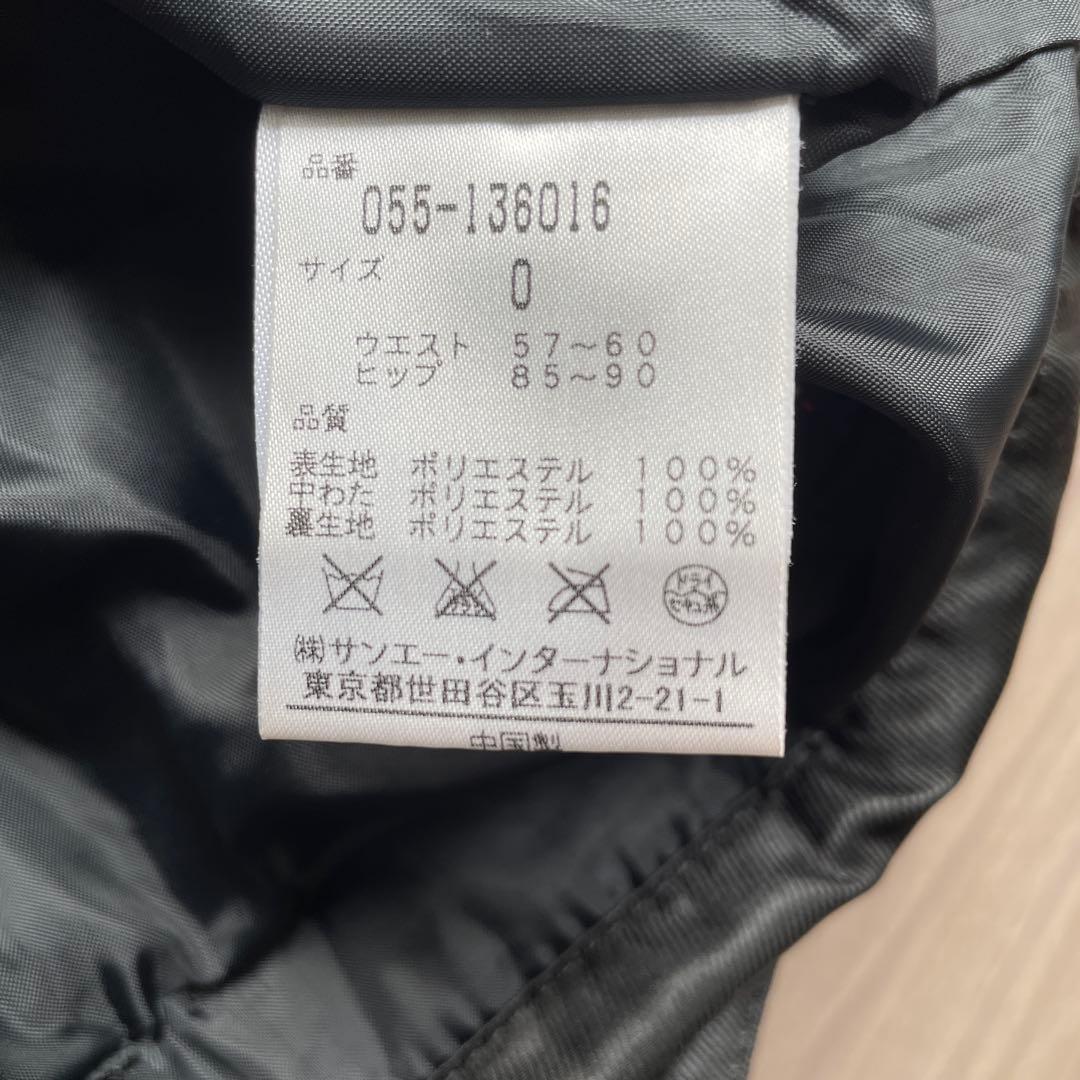 品番
055-136016
サイズ 0
ウエスト 57～60
ヒップ 85～90
品質
表生地 ポリエステル 100%
中わた ポリエステル 100%
裏生地 ポリエステル 100%
ドライ
セキユ系
(株)サンエー・インターナショナル
東京都世田谷区玉川2-21-1
中国製